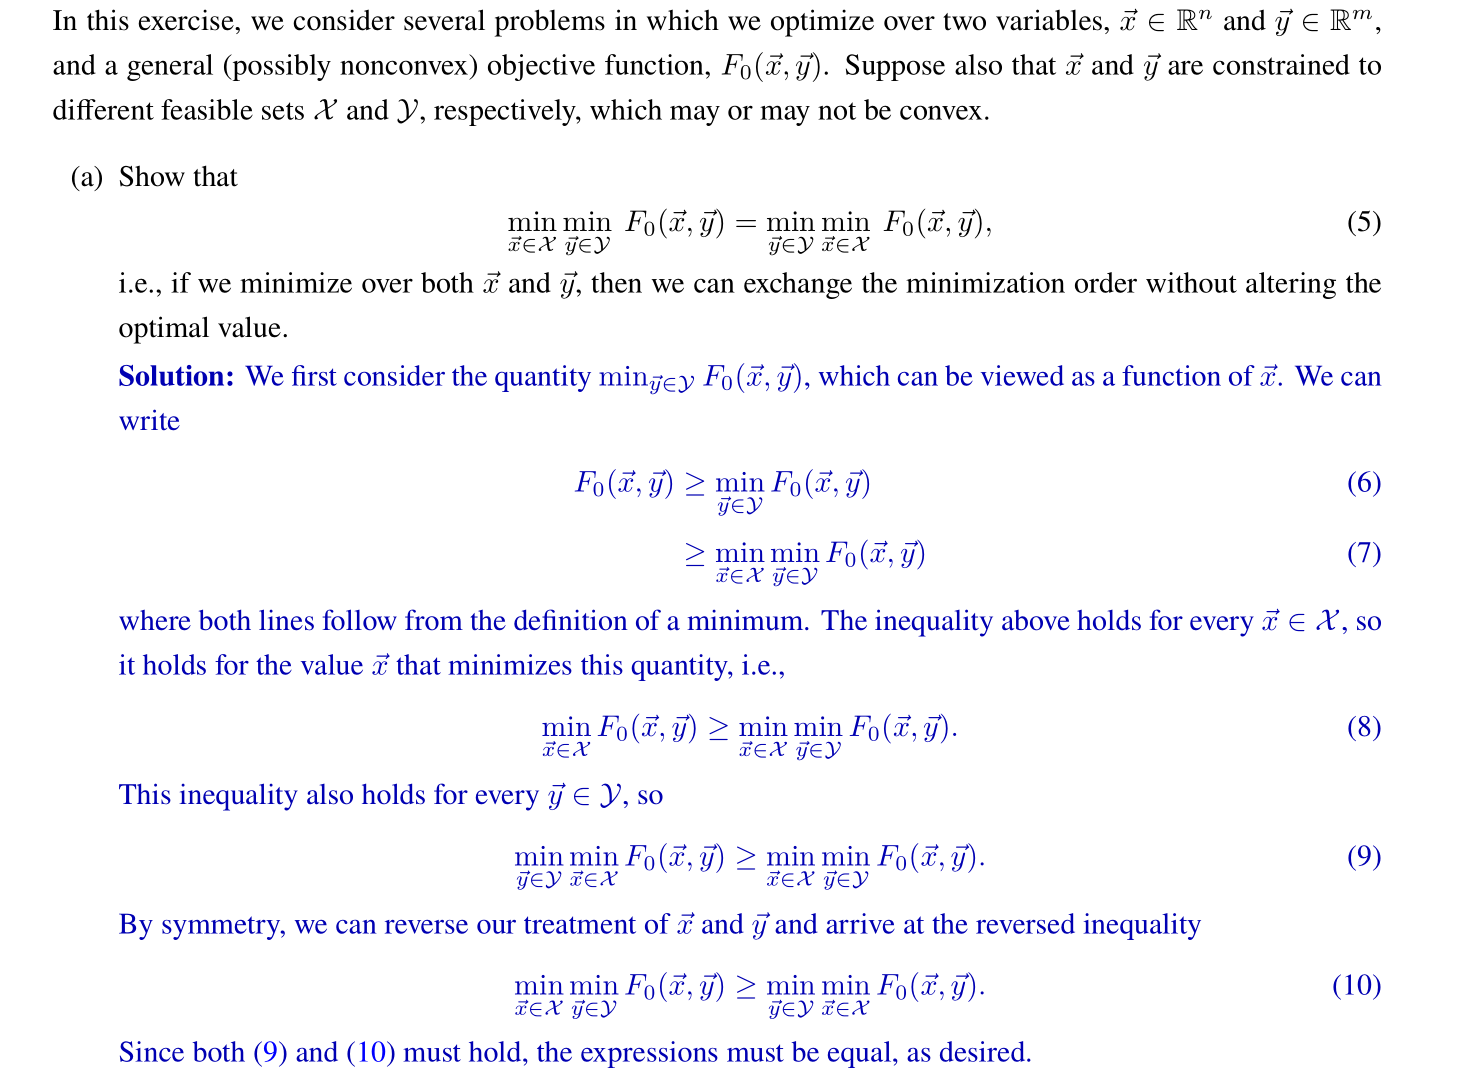 In this exercise, we consider several problems in which we optimize over two variables, $\vec{x} \in \mathbb{R}^n$ and $\vec{y} \in \mathbb{R}^m$,
and a general (possibly nonconvex) objective function, $F_0(\vec{x}, \vec{y})$. Suppose also that $\vec{x}$ and $\vec{y}$ are constrained to
different feasible sets $\mathcal{X}$ and $\mathcal{Y}$, respectively, which may or may not be convex.
(a) Show that
$\min_{\vec{x} \in \mathcal{X}} \min_{\vec{y} \in \mathcal{Y}} F_0(\vec{x}, \vec{y}) = \min_{\vec{y} \in \mathcal{Y}} \min_{\vec{x} \in \mathcal{X}} F_0(\vec{x}, \vec{y}),$ (5)
i.e., if we minimize over both $\vec{x}$ and $\vec{y}$, then we can exchange the minimization order without altering the
optimal value.
Solution: We first consider the quantity $\min_{\vec{y} \in \mathcal{Y}} F_0(\vec{x}, \vec{y})$, which can be viewed as a function of $\vec{x}$. We can
write
$F_0(\vec{x}, \vec{y}) \geq \min_{\vec{y} \in \mathcal{Y}} F_0(\vec{x}, \vec{y})$ (6)
$\geq \min_{\vec{x} \in \mathcal{X}} \min_{\vec{y} \in \mathcal{Y}} F_0(\vec{x}, \vec{y})$ (7)
where both lines follow from the definition of a minimum. The inequality above holds for every $\vec{x} \in \mathcal{X}$, so
it holds for the value $\vec{x}$ that minimizes this quantity, i.e.,
$\min_{\vec{x} \in \mathcal{X}} F_0(\vec{x}, \vec{y}) \geq \min_{\vec{x} \in \mathcal{X}} \min_{\vec{y} \in \mathcal{Y}} F_0(\vec{x}, \vec{y}).$ (8)
This inequality also holds for every $\vec{y} \in \mathcal{Y}$, so
$\min_{\vec{y} \in \mathcal{Y}} \min_{\vec{x} \in \mathcal{X}} F_0(\vec{x}, \vec{y}) \geq \min_{\vec{x} \in \mathcal{X}} \min_{\vec{y} \in \mathcal{Y}} F_0(\vec{x}, \vec{y}).$ (9)
By symmetry, we can reverse our treatment of $\vec{x}$ and $\vec{y}$ and arrive at the reversed inequality
$\min_{\vec{x} \in \mathcal{X}} \min_{\vec{y} \in \mathcal{Y}} F_0(\vec{x}, \vec{y}) \geq \min_{\vec{y} \in \mathcal{Y}} \min_{\vec{x} \in \mathcal{X}} F_0(\vec{x}, \vec{y}).$ (10)
Since both (9) and (10) must hold, the expressions must be equal, as desired.